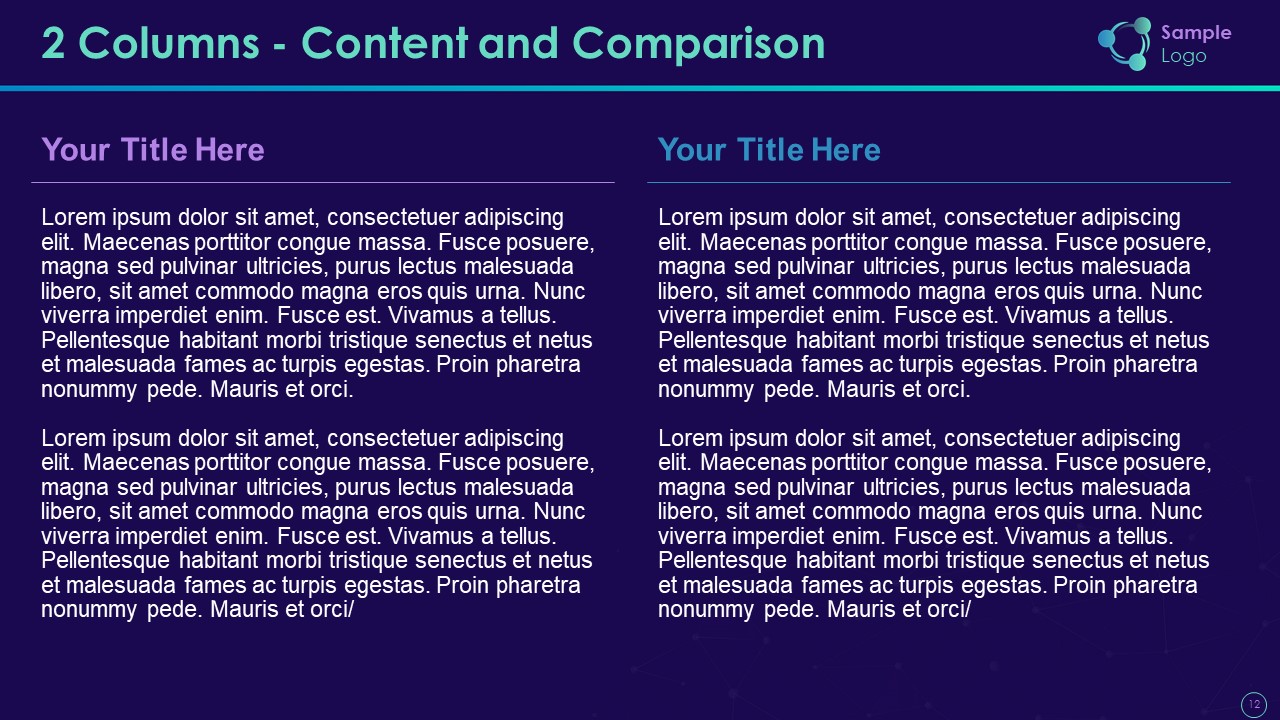 2 Columns - Content and Comparison
Sample
Logo
Your Title Here
Lorem ipsum dolor sit amet, consectetuer adipiscing
elit. Maecenas porttitor congue massa. Fusce posuere,
magna sed pulvinar ultricies, purus lectus malesuada
libero, sit amet commodo magna eros quis urna. Nunc
viverra imperdiet enim. Fusce est. Vivamus a tellus.
Pellentesque habitant morbi tristique senectus et netus
et malesuada fames ac turpis egestas. Proin pharetra
nonummy pede. Mauris et orci.
Lorem ipsum dolor sit amet, consectetuer adipiscing
elit. Maecenas porttitor congue massa. Fusce posuere,
magna sed pulvinar ultricies, purus lectus malesuada
libero, sit amet commodo magna eros quis urna. Nunc
viverra imperdiet enim. Fusce est. Vivamus a tellus.
Pellentesque habitant morbi tristique senectus et netus
et malesuada fames ac turpis egestas. Proin pharetra
nonummy pede. Mauris et orci/
Your Title Here
Lorem ipsum dolor sit amet, consectetuer adipiscing
elit. Maecenas porttitor congue massa. Fusce posuere,
magna sed pulvinar ultricies, purus lectus malesuada
libero, sit amet commodo magna eros quis urna. Nunc
viverra imperdiet enim. Fusce est. Vivamus a tellus.
Pellentesque habitant morbi tristique senectus et netus
et malesuada fames ac turpis egestas. Proin pharetra
nonummy pede. Mauris et orci.
Lorem ipsum dolor sit amet, consectetuer adipiscing
elit. Maecenas porttitor congue massa. Fusce posuere,
magna sed pulvinar ultricies, purus lectus malesuada
libero, sit amet commodo magna eros quis urna. Nunc
viverra imperdiet enim. Fusce est. Vivamus a tellus.
Pellentesque habitant morbi tristique senectus et netus
et malesuada fames ac turpis egestas. Proin pharetra
nonummy pede. Mauris et orci/
12